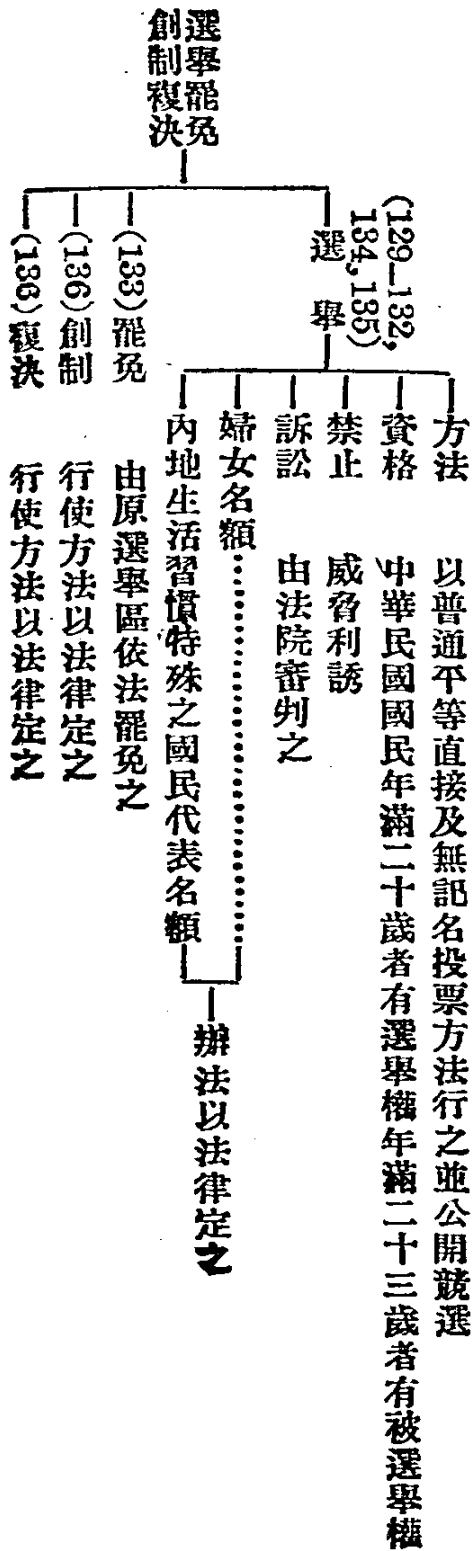 選舉罷免
創制複決
(129—132,
134, 135)
選舉
方法
以普通平等直接及無記名投票方法行之並公開競選
資格
中華民國國民年滿二十歲者有選舉權年滿二十三歲者有被選舉權
禁止
威脅利誘
訴訟
由法院審判之
婦女名額
內地生活習慣特殊之國民代表名額
辦法以法律定之
(133)罷免
由原選舉區依法罷免之
(136)創制
行使方法以法律定之
(136)複決
行使方法以法律定之